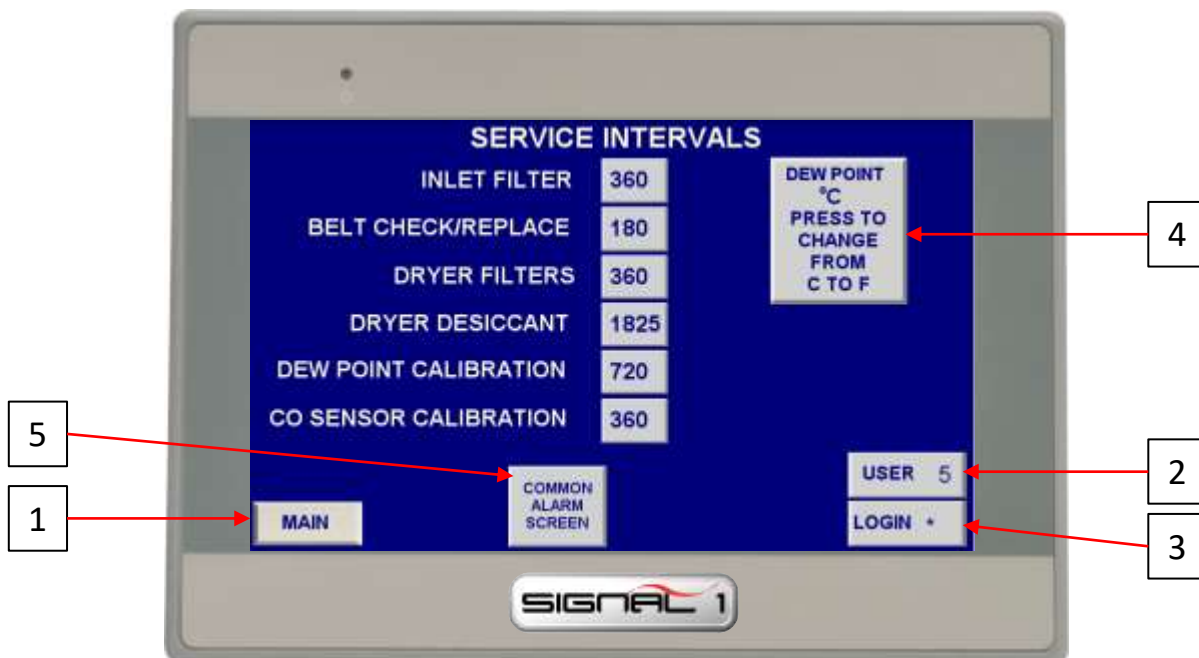 SERVICE INTERVALS
INLET FILTER 360
BELT CHECK/REPLACE 180
DRYER FILTERS 360
DRYER DESICCANT 1825
DEW POINT CALIBRATION 720
CO SENSOR CALIBRATION 360
DEW POINT
°C
PRESS TO
CHANGE
FROM
C TO F
4
5
1
MAIN
COMMON
ALARM
SCREEN
USER 5
LOGIN *
2
3
SIGNAL 1